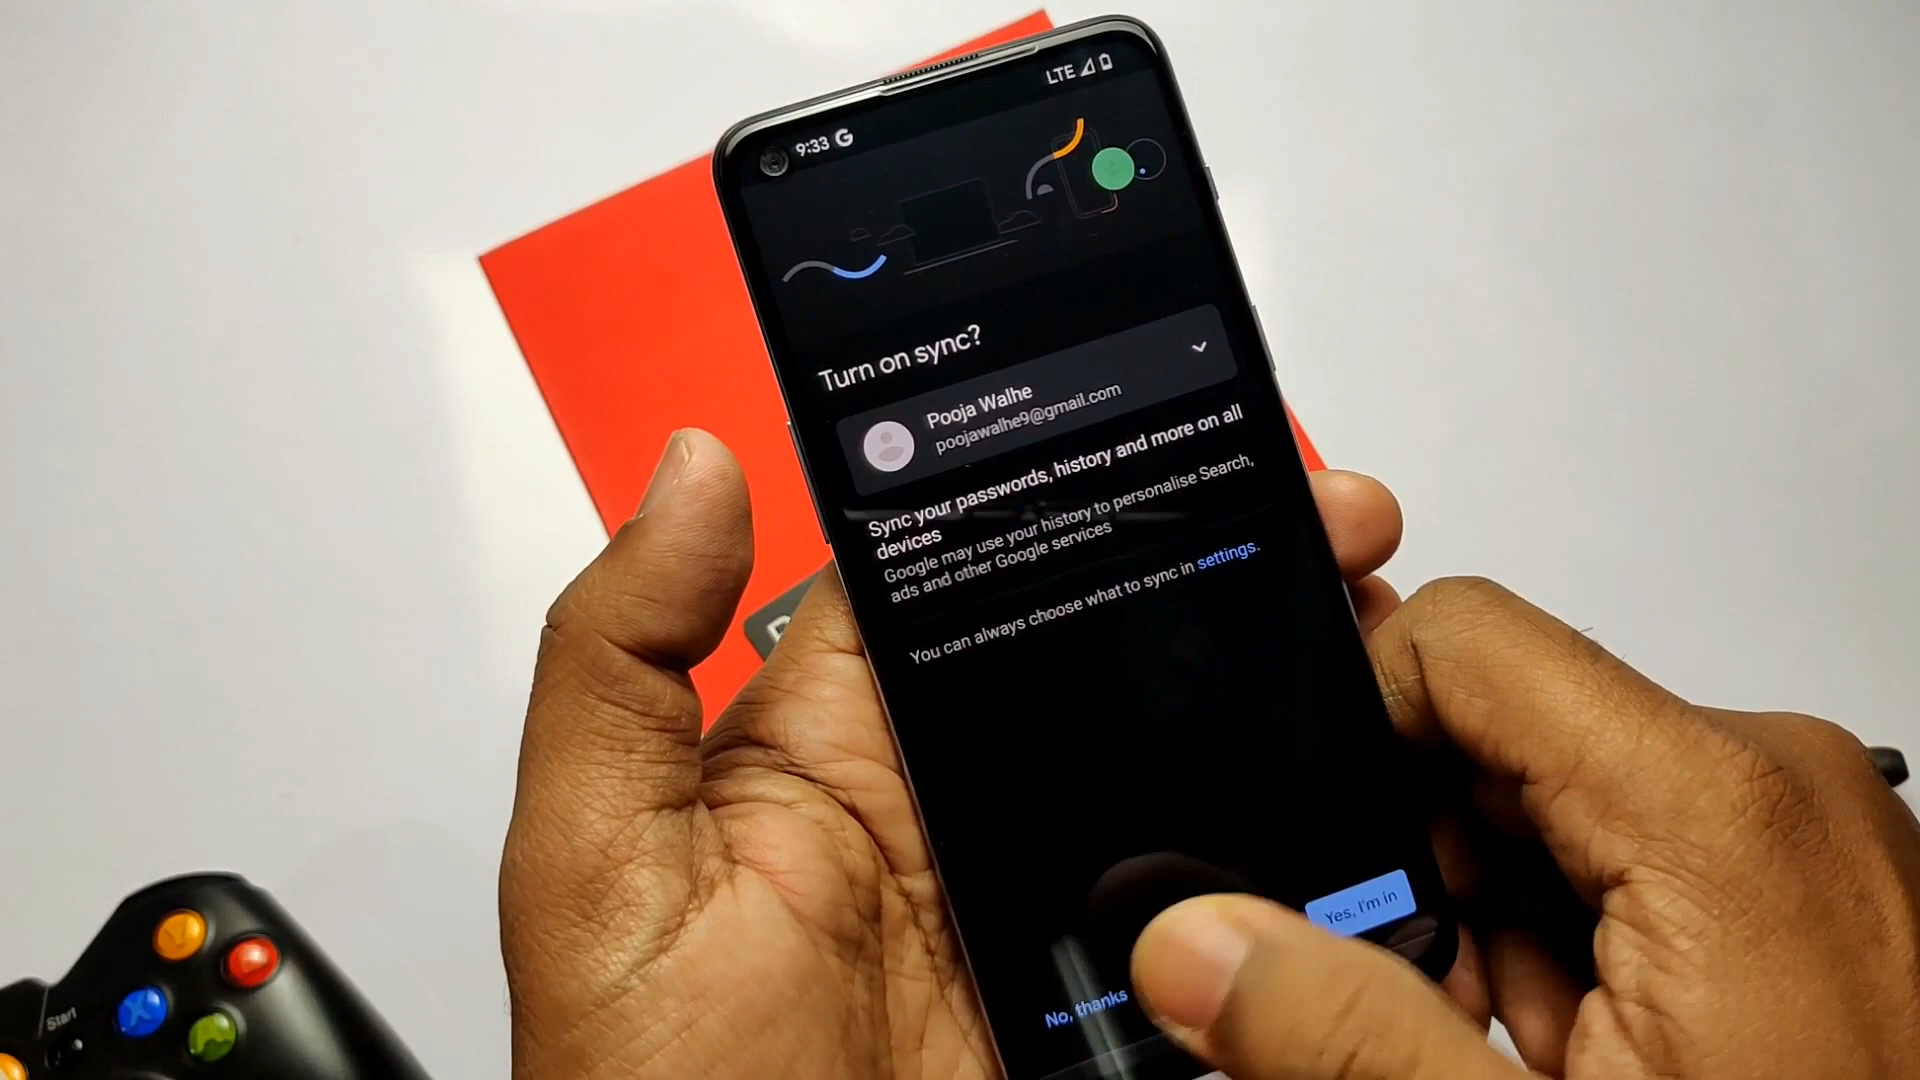 9:33 G
LTE
Turn on sync?
Pooja Walhe
poojawalhe9@gmail.com
Sync your passwords, history and more on all
devices
Google may use your history to personalise Search,
ads and other Google services
You can always choose what to sync in settings.
Yes, I'm in
No, thanks
Start
Y
X